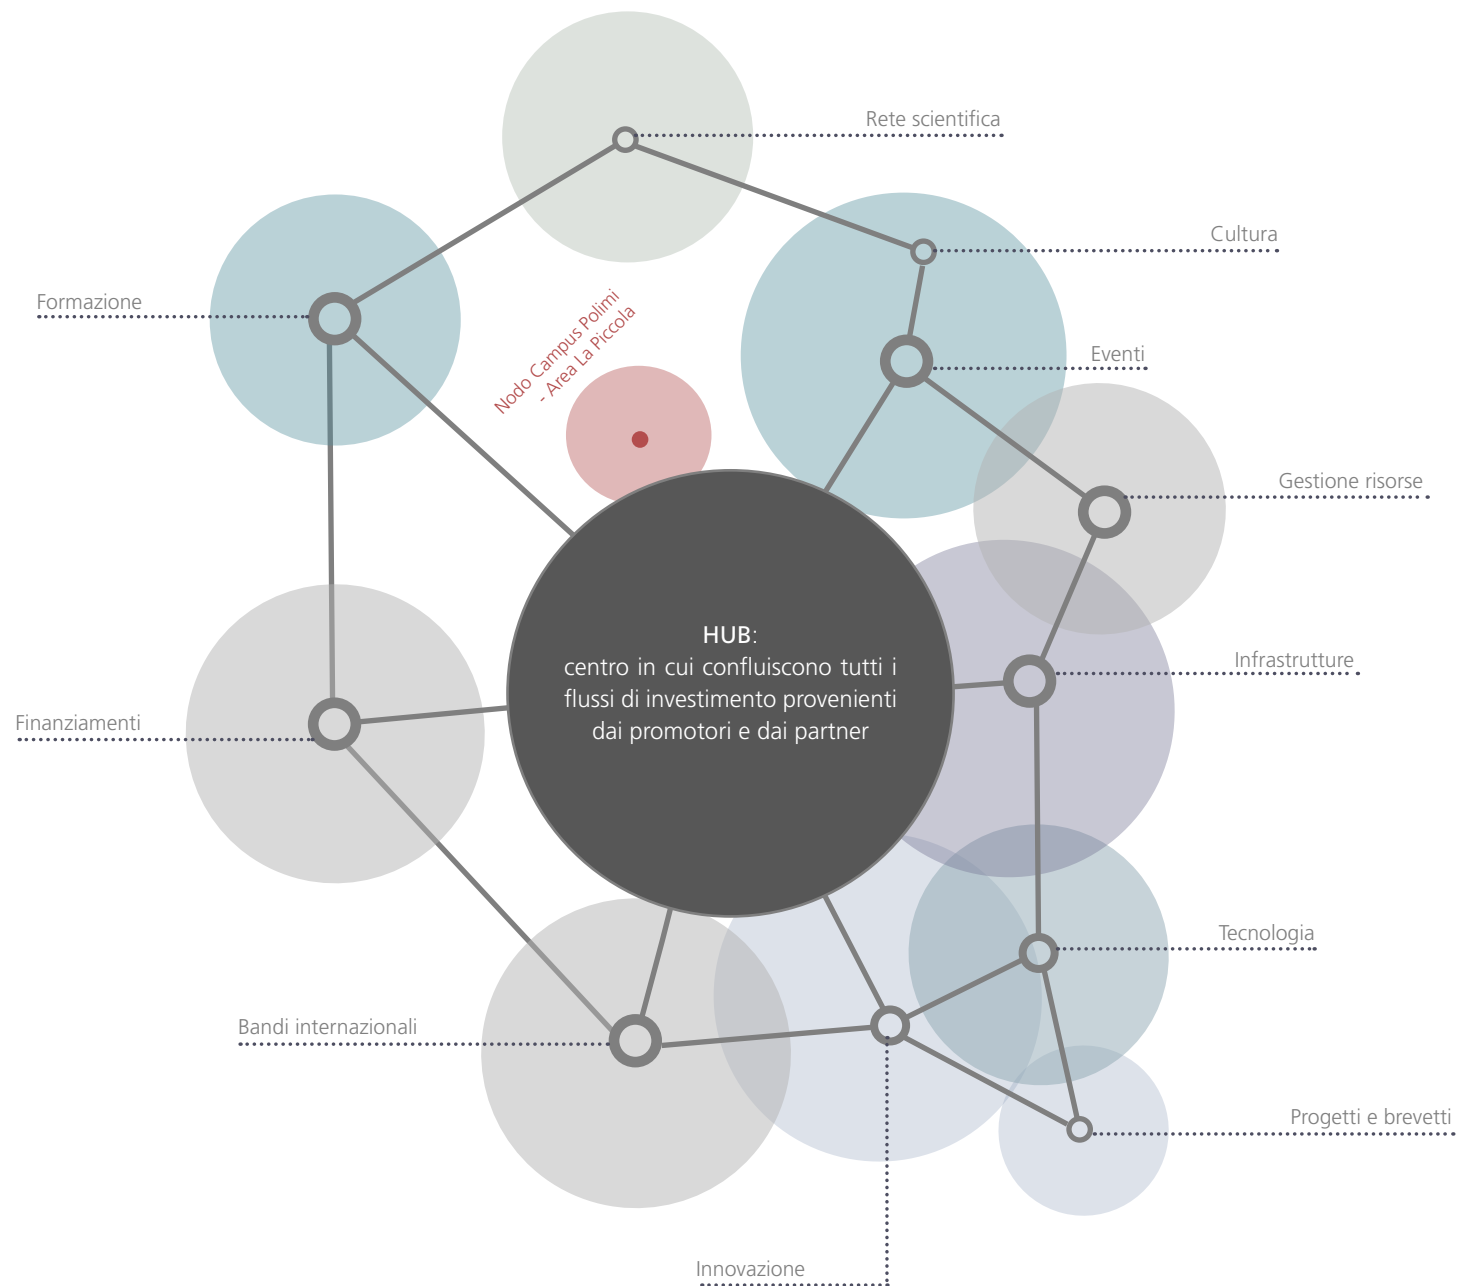 Rete scientifica
Cultura
Formazione
Nodo Campus Polimi
- Area La Piccola
Eventi
Gestione risorse
HUB:
centro in cui confluiscono tutti i
flussi di investimento provenienti
dai promotori e dai partner
Infrastrutture
Finanziamenti
Tecnologia
Bandi internazionali
Progetti e brevetti
Innovazione